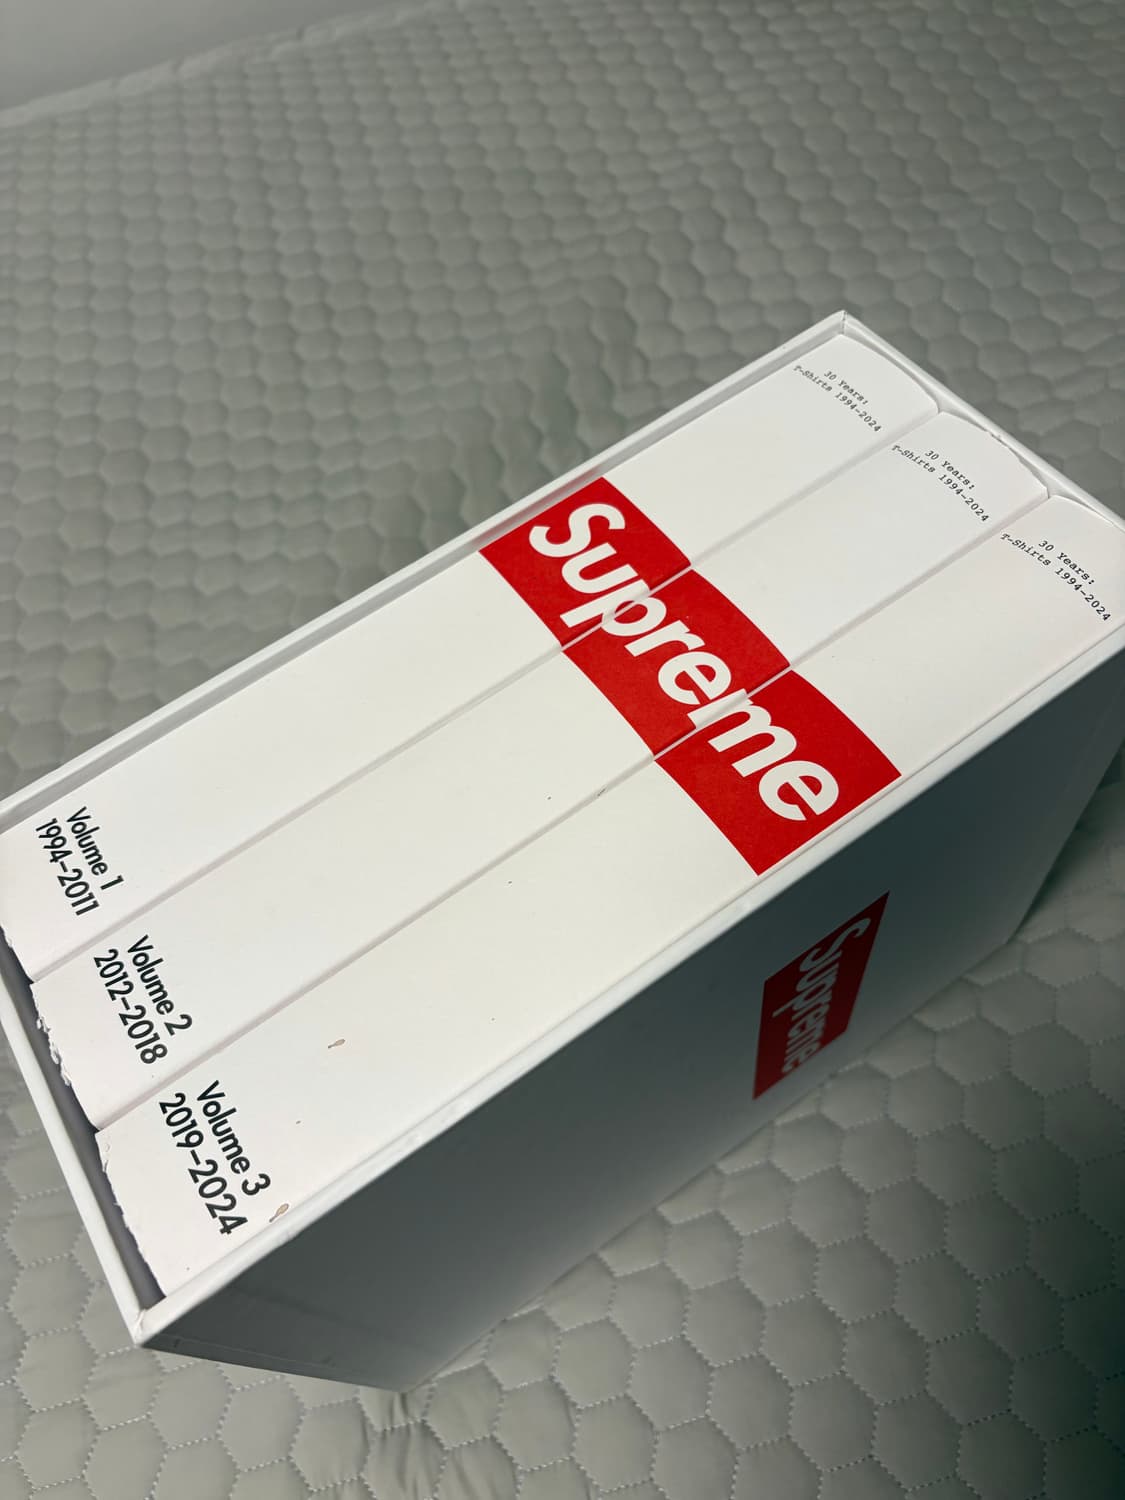 30 Years:
T-Shirts 1994–2024
30 Years:
T-Shirts 1994–2024
30 Years:
T-Shirts 1994–2024
Supreme
Volume 1
1994–2011
Volume 2
2012–2018
Volume 3
2019–2024
Supreme